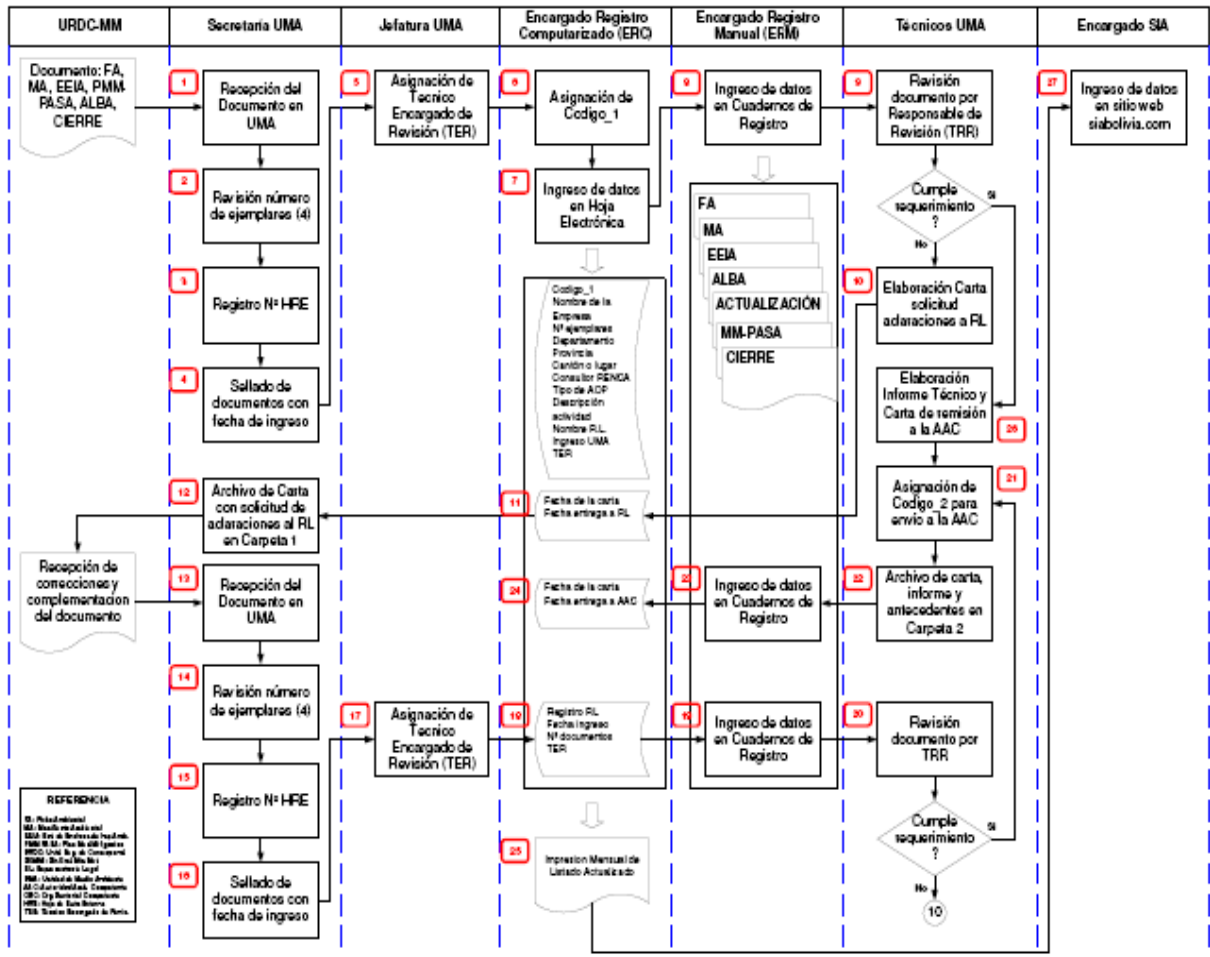 URDC-MM
Secretaria UMA
Jefatura UMA
Encargado Registro
Computarizado (ERC)
Encargado Registro
Manual (ERM)
Técnicos UMA
Encargado SIA
Documento: FA,
MA, EEIA, PMM-
PASA, ALBA,
CIERRE
1
Recepción del
Documento en
UMA
5
Asignación de
Tecnico
Encargado de
Revisión (TER)
6
Asignación de
Codigo_1
9
Ingreso de datos
en Cuadernos de
Registro
9
Revisión
documento por
Responsable de
Revisión (TRR)
27
Ingreso de datos
en sitio web
siabolivia.com
2
Revisión número
de ejemplares (4)
7
Ingreso de datos
en Hoja
Electrónica
FA
MA
EEIA
ALBA
ACTUALIZACIÓN
MM-PASA
CIERRE
Cumple
requerimiento
?
Si
No
3
Registro Nº HRE
Codigo_1
Nombre de la
Empresa
Nº ejemplares
Departamento
Provincia
Cantón o lugar
Consultor RENCA
Tipo de AOP
Descripción
actividad
Nombre R.L.
Ingreso UMA
TER
10
Elaboración Carta
solicitud
aclaraciones a RL
4
Sellado de
documentos con
fecha de ingreso
Elaboración
Informe Técnico y
Carta de remisión
a la AAC
26
12
Archivo de Carta
con solicitud de
aclaraciones al RL
en Carpeta 1
11
Fecha de la carta
Fecha entrega a RL
21
Asignación de
Codigo_2 para
envio a la AAC
Recepción de
correcciones y
complementacion
del documento
13
Recepción del
Documento en
UMA
24
Fecha de la carta
Fecha entrega a AAC
Ingreso de datos
en Cuadernos de
Registro
22
Archivo de carta,
informe y
antecedentes en
Carpeta 2
14
Revisión número
de ejemplares (4)
17
Asignación de
Tecnico
Encargado de
Revisión (TER)
18
Registro RL
Fecha ingreso
Nº documentos
TER
19
Ingreso de datos
en Cuadernos de
Registro
20
Revisión
documento por
TRR
15
Registro Nº HRE
REFERENCIA
Cumple
requerimiento
?
Si
No
10
16
Sellado de
documentos con
fecha de ingreso
25
Impresion Mensual de
Listado Actualizado